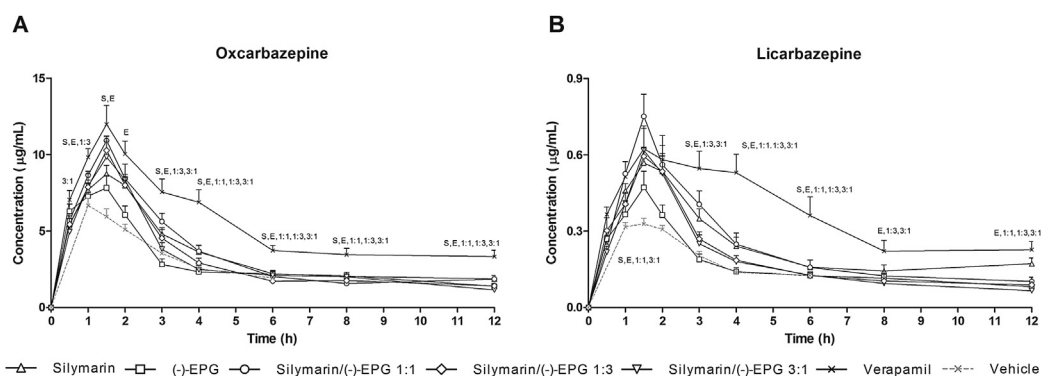 A
B
Oxcarbazepine
Licarbazepine
Concentration (µg/mL)
15
10
5
0
3:1
S,E,1:3
S,E
E
S,E,1:3,3:1
S,E,1:1,1:3,3:1
S,E,1:1,1:3,3:1
S,E,1:1,1:3,3:1
S,E,1:1,1:3,3:1
0 1 2 3 4 5 6 7 8 9 10 11 12
Time (h)
Concentration (µg/mL)
0.9
0.6
0.3
0.0
S,E,1:1,3:1
S,E,1:3,3:1
S,E,1:1,1:3,3:1
S,E,1:1,1:3,3:1
E,1:3,3:1
E,1:1,1:3,3:1
0 1 2 3 4 5 6 7 8 9 10 11 12
Time (h)
Silymarin (-)-EPG Silymarin/(-)-EPG 1:1 Silymarin/(-)-EPG 1:3 Silymarin/(-)-EPG 3:1 Verapamil Vehicle